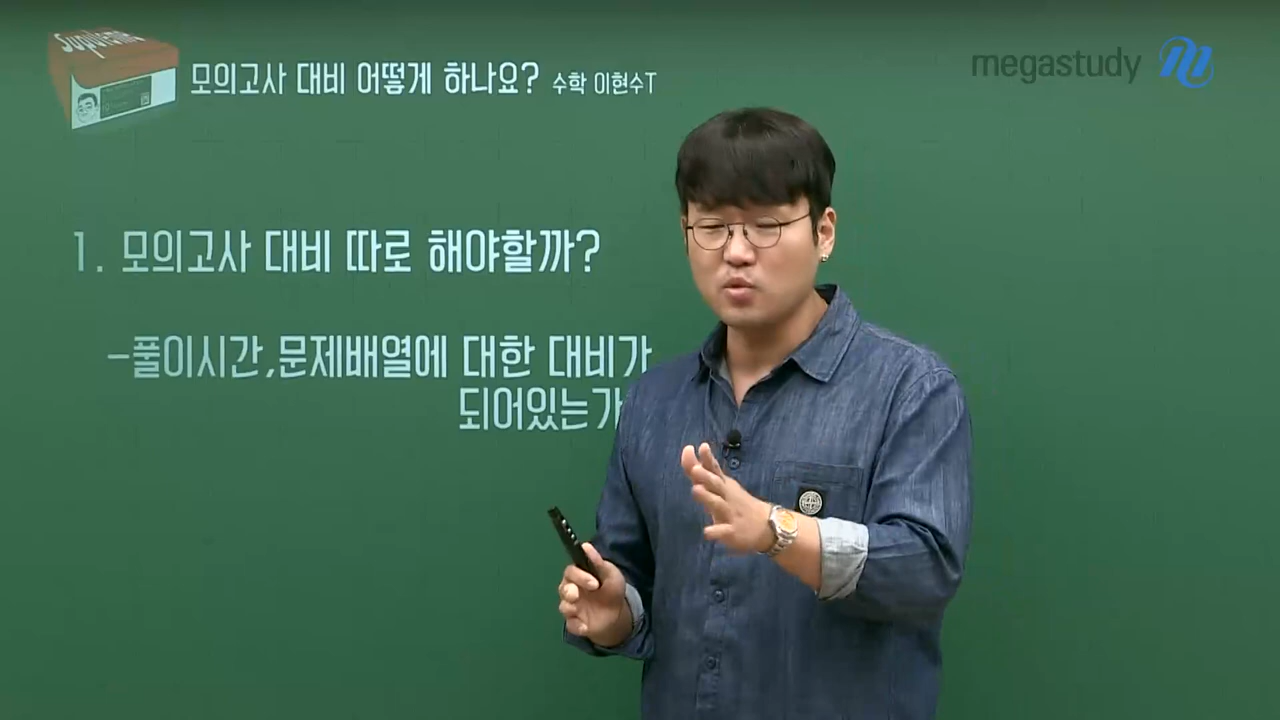 Supreme
모의고사 대비 어떻게 하나요? 수학 이현수T
megastudy
1. 모의고사 대비 따로 해야할까?
-풀이시간,문제배열에 대한 대비가
되어있는가